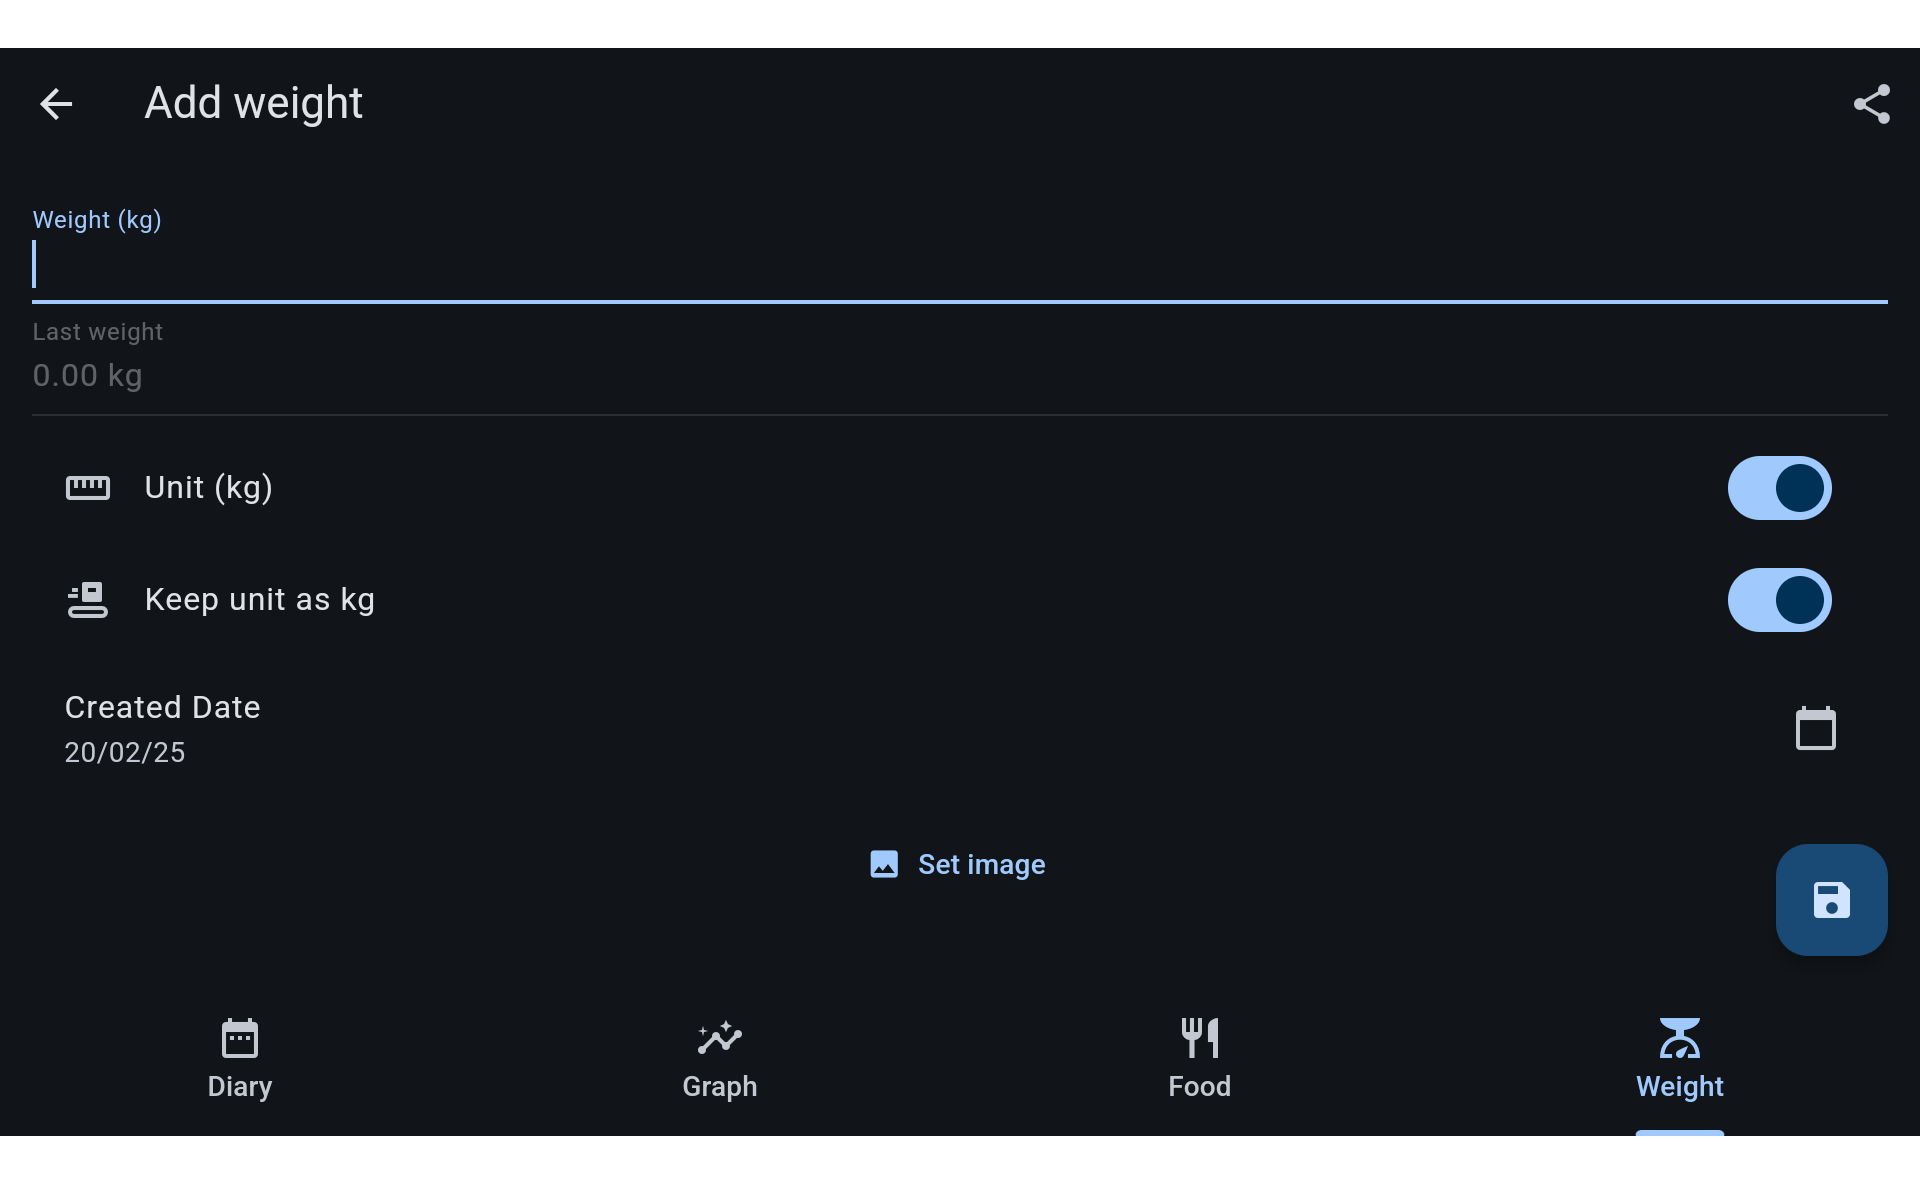 Add weight
Weight (kg)
Last weight
0.00 kg
Unit (kg)
Keep unit as kg
Created Date
20/02/25
Set image
Diary
Graph
Food
Weight